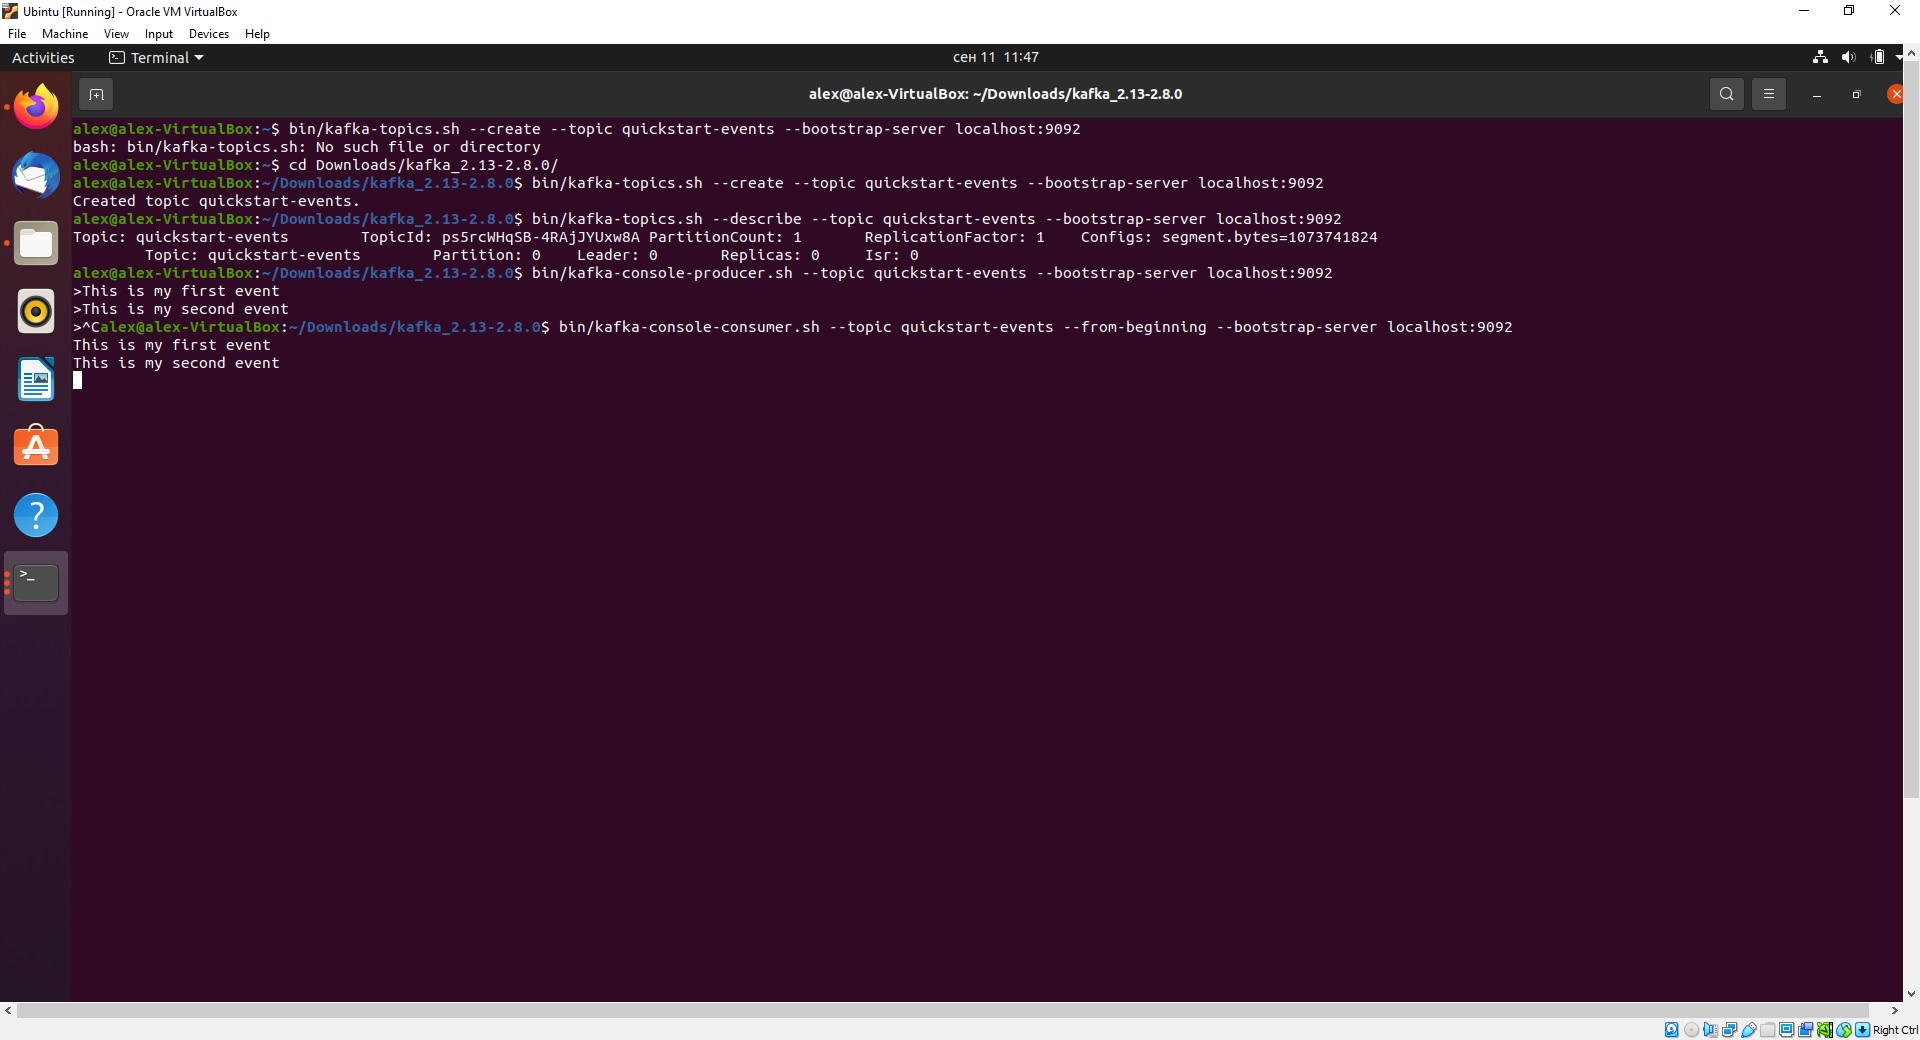 Ubintu [Running] - Oracle VM VirtualBox
File Machine View Input Devices Help
Activities Terminal сен 11 11:47
alex@alex-VirtualBox: ~/Downloads/kafka_2.13-2.8.0
alex@alex-VirtualBox:~$ bin/kafka-topics.sh --create --topic quickstart-events --bootstrap-server localhost:9092
bash: bin/kafka-topics.sh: No such file or directory
alex@alex-VirtualBox:~$ cd Downloads/kafka_2.13-2.8.0/
alex@alex-VirtualBox:~/Downloads/kafka_2.13-2.8.0$ bin/kafka-topics.sh --create --topic quickstart-events --bootstrap-server localhost:9092
Created topic quickstart-events.
alex@alex-VirtualBox:~/Downloads/kafka_2.13-2.8.0$ bin/kafka-topics.sh --describe --topic quickstart-events --bootstrap-server localhost:9092
Topic: quickstart-events TopicId: ps5rcWHqSB-4RAjJYUxw8A PartitionCount: 1 ReplicationFactor: 1 Configs: segment.bytes=1073741824
Topic: quickstart-events Partition: 0 Leader: 0 Replicas: 0 Isr: 0
alex@alex-VirtualBox:~/Downloads/kafka_2.13-2.8.0$ bin/kafka-console-producer.sh --topic quickstart-events --bootstrap-server localhost:9092
>This is my first event
>This is my second event
>^Calex@alex-VirtualBox:~/Downloads/kafka_2.13-2.8.0$ bin/kafka-console-consumer.sh --topic quickstart-events --from-beginning --bootstrap-server localhost:9092
This is my first event
This is my second event
Right Ctrl